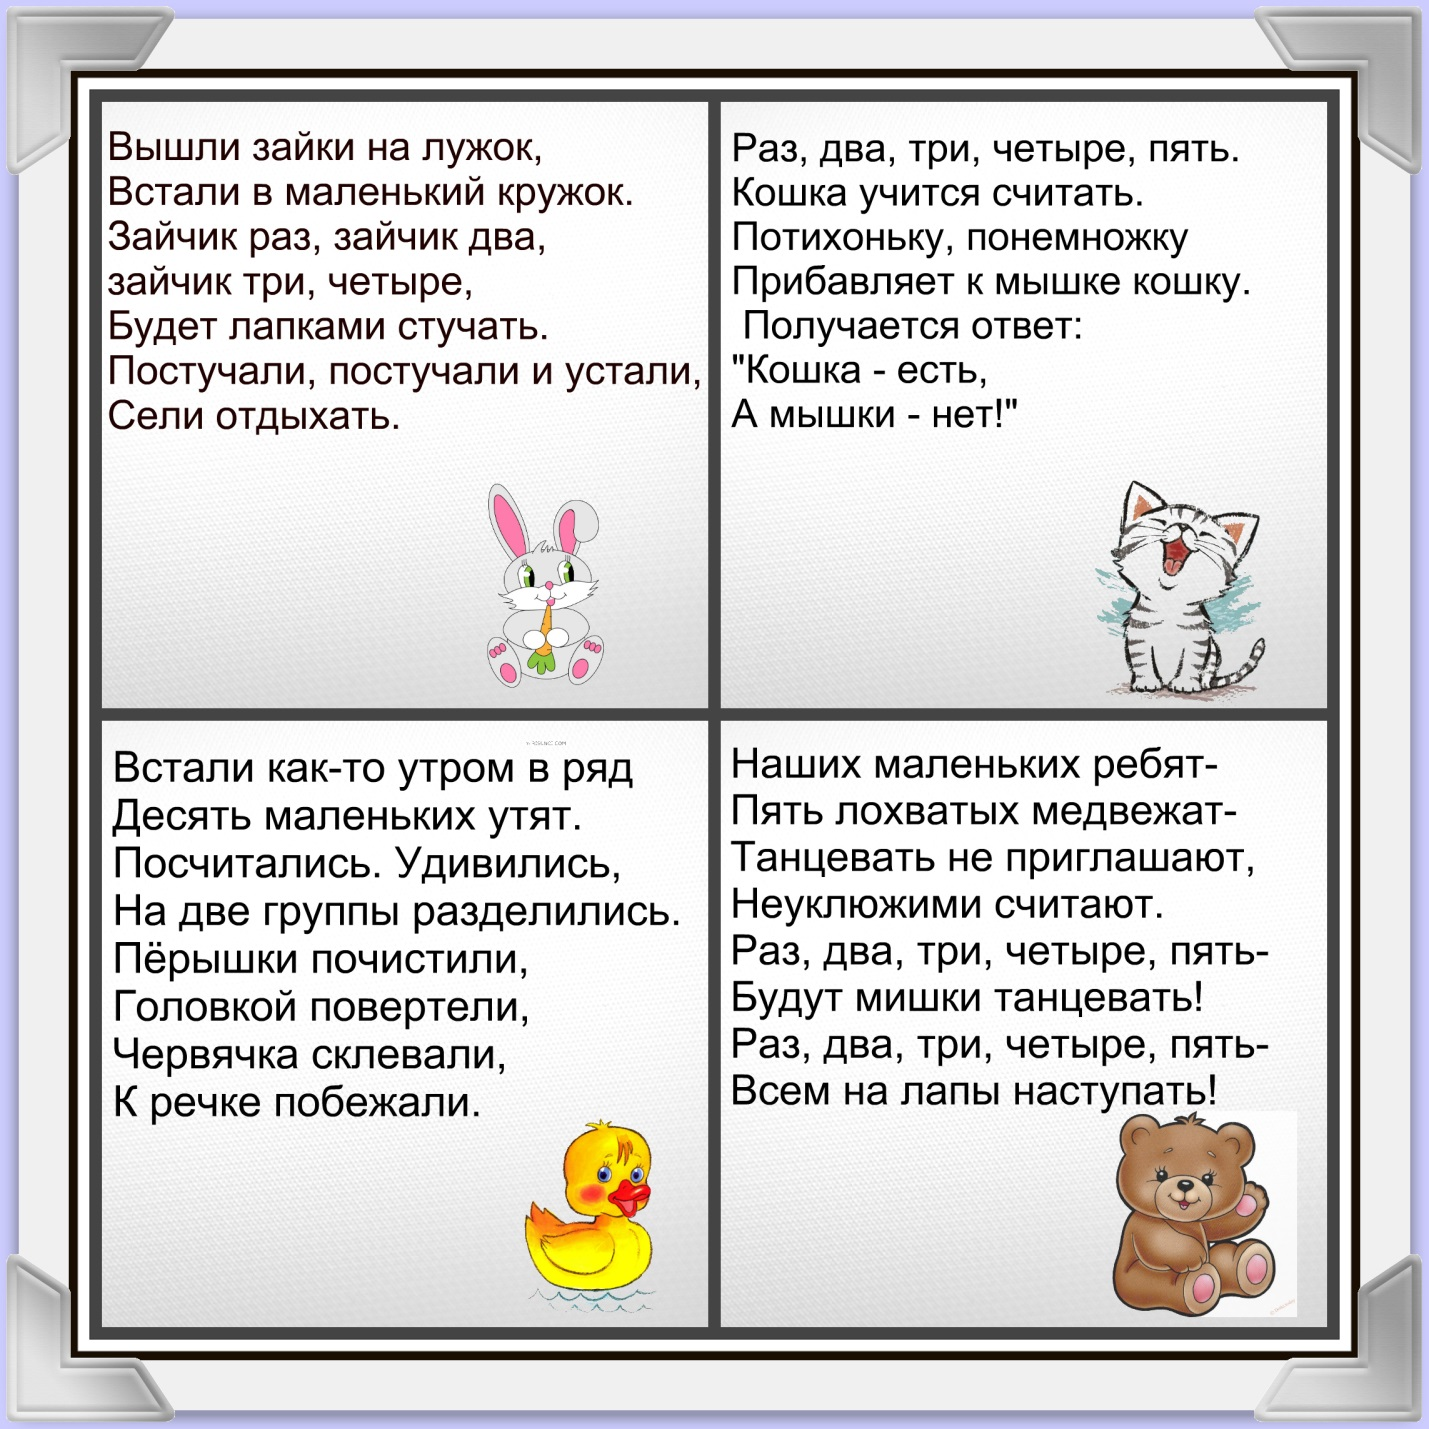 Вышли зайки на лужок,
Встали в маленький кружок.
Зайчик раз, зайчик два,
зайчик три, четыре,
Будет лапками стучать.
Постучали, постучали и устали,
Сели отдыхать.
Раз, два, три, четыре, пять.
Кошка учится считать.
Потихоньку, понемножку
Прибавляет к мышке кошку.
Получается ответ:
"Кошка - есть,
А мышки - нет!"
Встали как-то утром в ряд
Десять маленьких утят.
Посчитались. Удивились,
На две группы разделились.
Пёрышки почистили,
Головкой повертели,
Червячка склевали,
К речке побежали.
Наших маленьких ребят-
Пять лохватых медвежат-
Танцевать не приглашают,
Неуклюжими считают.
Раз, два, три, четыре, пять-
Будут мишки танцевать!
Раз, два, три, четыре, пять-
Всем на лапы наступать!